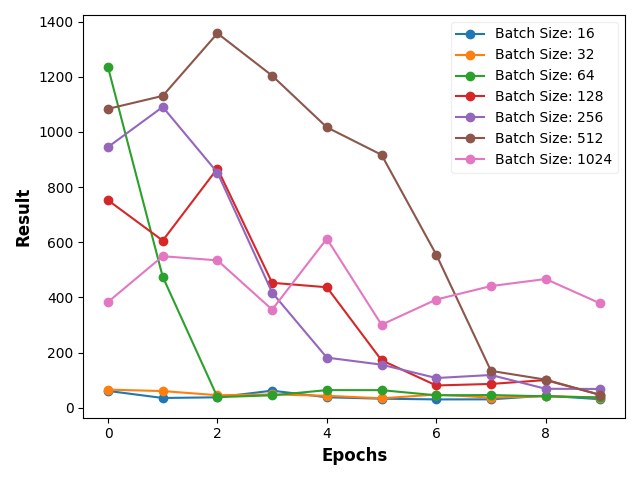 1400
1200
1000
800
600
400
200
0
Result
0 2 4 6 8
Epochs
Batch Size: 16
Batch Size: 32
Batch Size: 64
Batch Size: 128
Batch Size: 256
Batch Size: 512
Batch Size: 1024